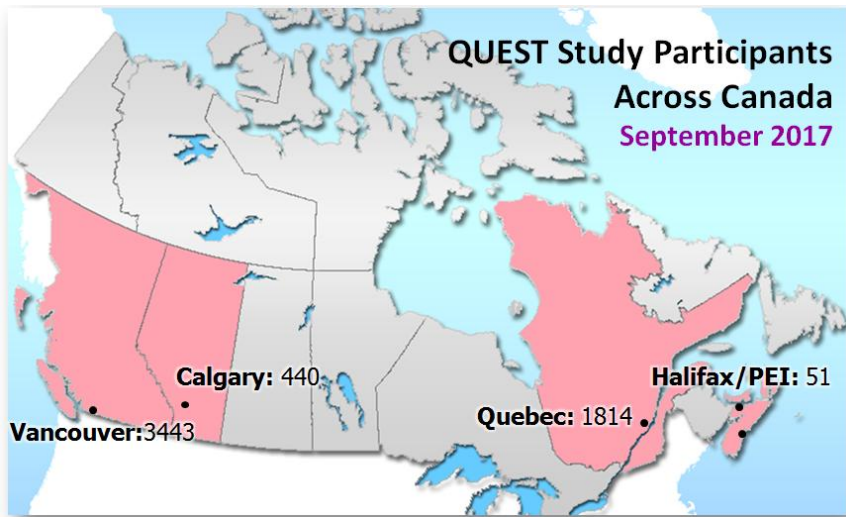 QUEST Study Participants
Across Canada
September 2017
Calgary: 440
Halifax/PEI: 51
Quebec: 1814
Vancouver:3443